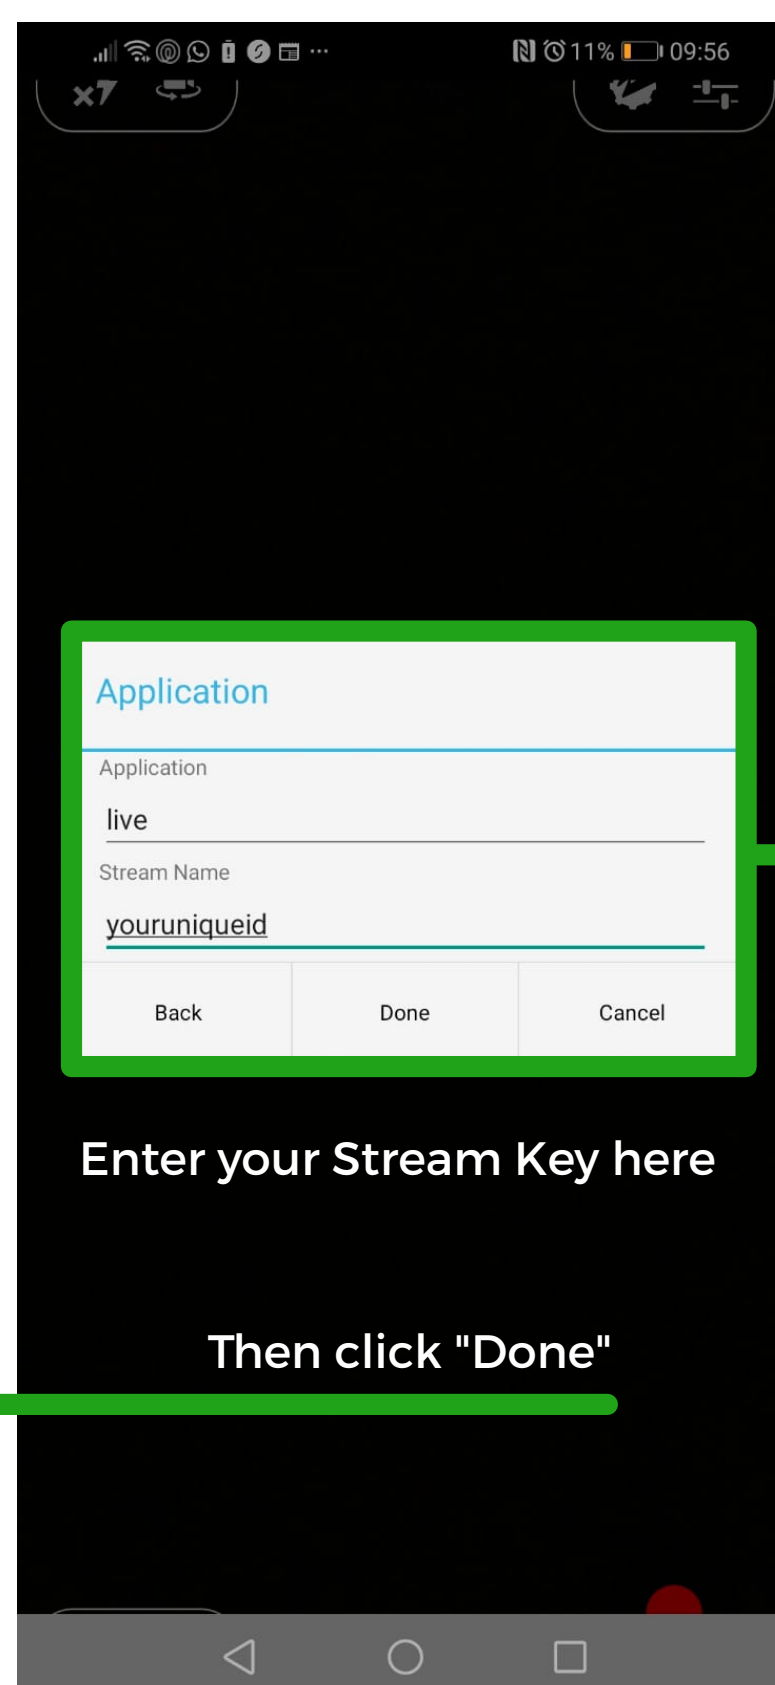 11% 09:56
Application
Application
live
Stream Name
youruniqueid
Back Done Cancel
Enter your Stream Key here
Then click "Done"